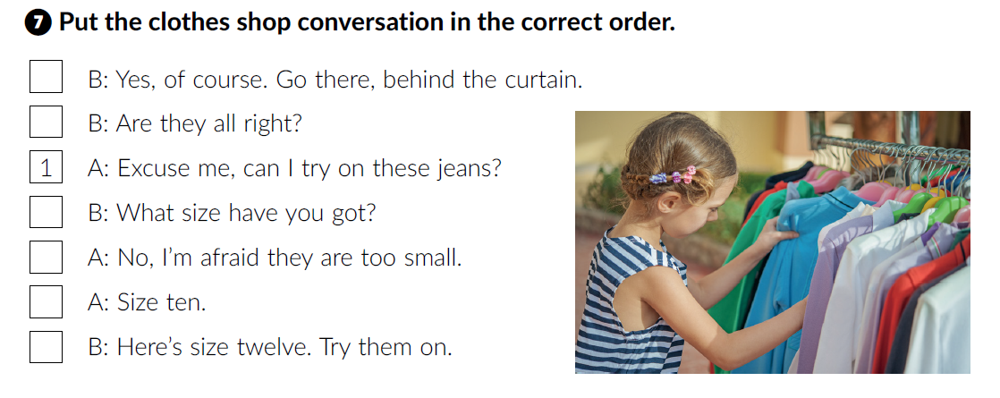 7 Put the clothes shop conversation in the correct order.
B: Yes, of course. Go there, behind the curtain.
B: Are they all right?
1 A: Excuse me, can I try on these jeans?
B: What size have you got?
A: No, I'm afraid they are too small.
A: Size ten.
B: Here's size twelve. Try them on.